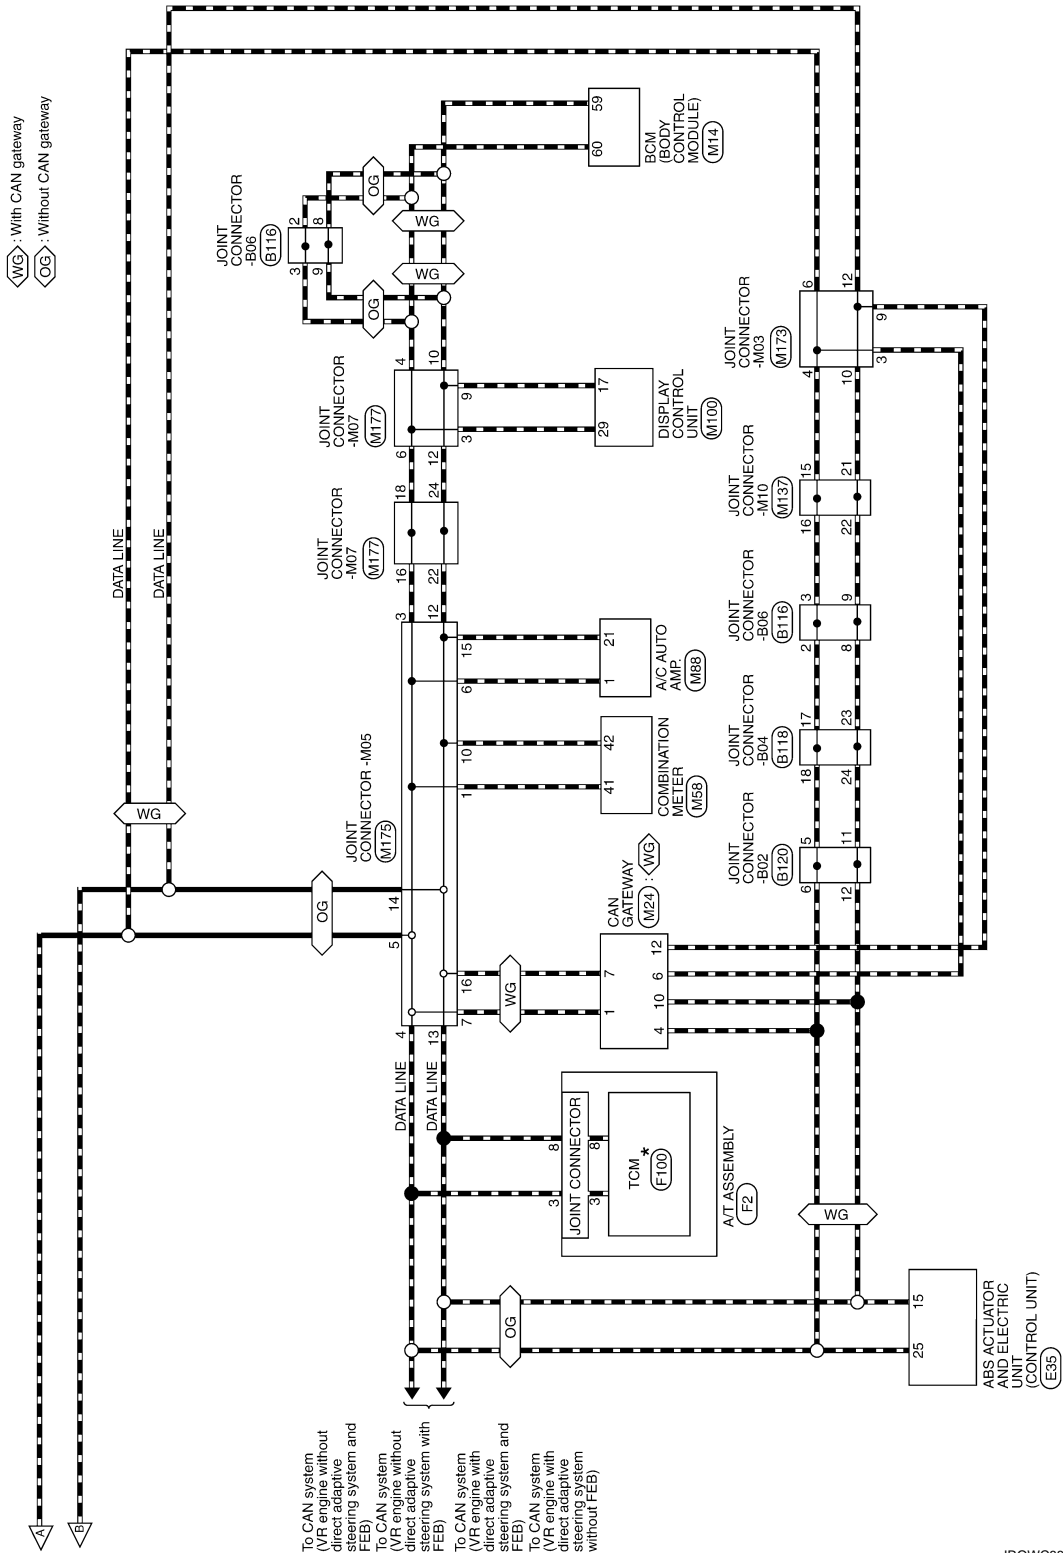 WG : With CAN gateway
OG : Without CAN gateway
DATA LINE
DATA LINE
WG
OG
A
B
JOINT
CONNECTOR
-B06
B116
2
8
3
9
OG
OG
WG
WG
59
60
BCM
(BODY
CONTROL
MODULE)
M14
JOINT
CONNECTOR
-M07
M177
4
10
6
12
9
3
17
29
DISPLAY
CONTROL
UNIT
M100
JOINT
CONNECTOR
-M07
M177
18
24
16
22
JOINT
CONNECTOR -M05
M175
3
12
15
6
10
1
14
5
16
7
4
13
21
1
A/C AUTO
AMP.
M88
42
41
COMBINATION
METER
M58
CAN
GATEWAY
M24 : WG
WG
7
1
12
6
10
4
JOINT
CONNECTOR
-M03
M173
6
12
4
10
9
3
JOINT
CONNECTOR
-M10
M137
15
21
16
22
JOINT
CONNECTOR
-B06
B116
3
9
2
8
JOINT
CONNECTOR
-B04
B118
17
23
18
24
JOINT
CONNECTOR
-B02
B120
5
11
6
12
DATA LINE
DATA LINE
8
3
JOINT CONNECTOR
8
3
TCM *
F100
A/T ASSEMBLY
F2
WG
OG
15
25
ABS ACTUATOR
AND ELECTRIC
UNIT
(CONTROL UNIT)
E35
To CAN system
(VR engine without
direct adaptive
steering system and
FEB)
To CAN system
(VR engine without
direct adaptive
steering system with
FEB)
To CAN system
(VR engine with
direct adaptive
steering system and
FEB)
To CAN system
(VR engine with
direct adaptive
steering system
without FEB)